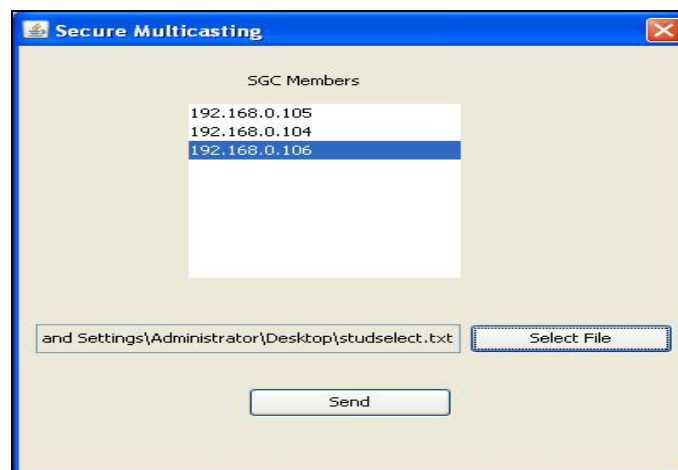 Secure Multicasting
SGC Members
192.168.0.105
192.168.0.104
192.168.0.106
and Settings\Administrator\Desktop\studselect.txt
Select File
Send